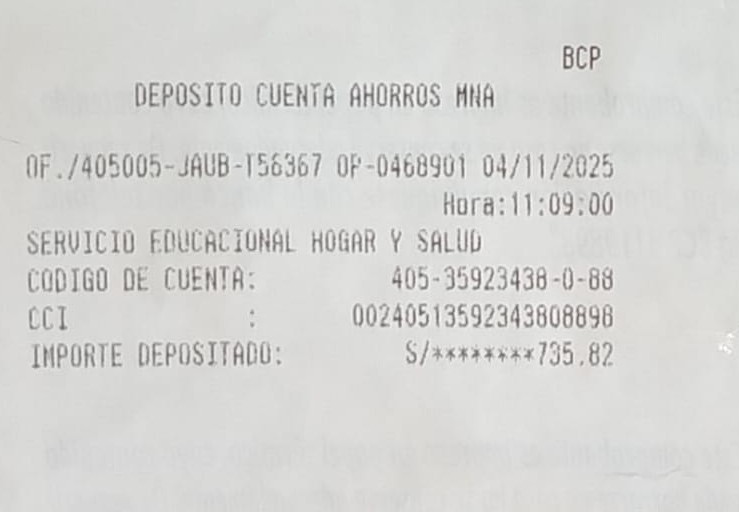 BCP
DEPOSITO CUENTA AHORROS MNA
OF./405005-JAUB-T56367 OP-0468901 04/11/2025
Hora:11:09:00
SERVICIO EDUCACIONAL HOGAR Y SALUD
CODIGO DE CUENTA: 405-35923438-0-88
CCI : 00240513592343808898
IMPORTE DEPOSITADO: S/********735.82